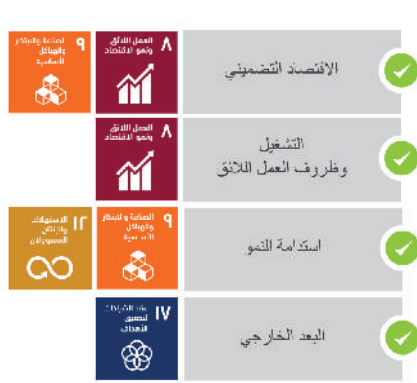 الاقتصاد التضميني
٨ العمل اللائق
ونمو الاقتصاد
٩ الصناعة والابتكار
والهياكل
الأساسية
التشغيل
وظروف العمل اللائق
٨ العمل اللائق
ونمو الاقتصاد
استدامة النمو
٩ الصناعة والابتكار
والهياكل
الأساسية
١٢ الاستهلاك
والإنتاج
المسؤولان
البعد الخارجي
١٧ عقد الشراكات
لتحقيق
الأهداف